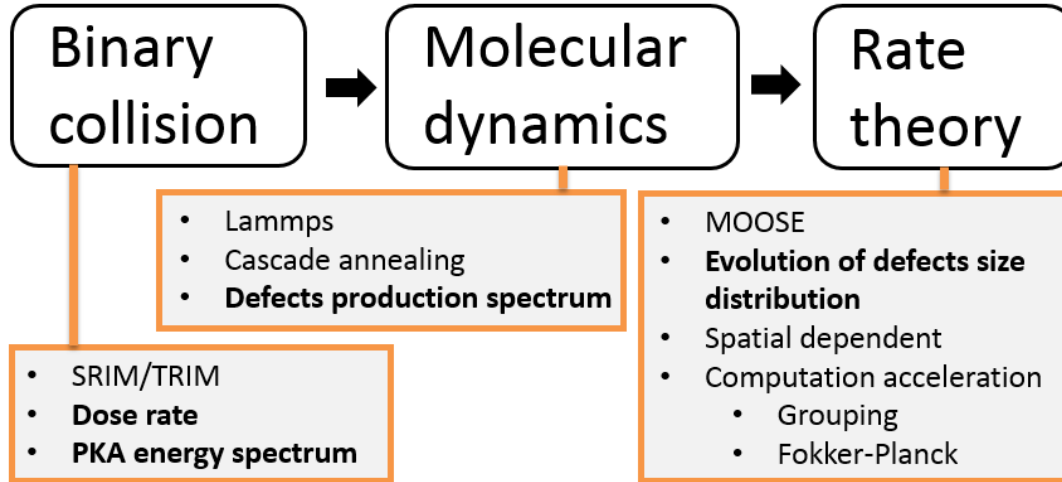 Binary
collision
Molecular
dynamics
Rate
theory
• Lammps
• Cascade annealing
• Defects production spectrum
• MOOSE
• Evolution of defects size
distribution
• Spatial dependent
• Computation acceleration
• Grouping
• Fokker-Planck
• SRIM/TRIM
• Dose rate
• PKA energy spectrum